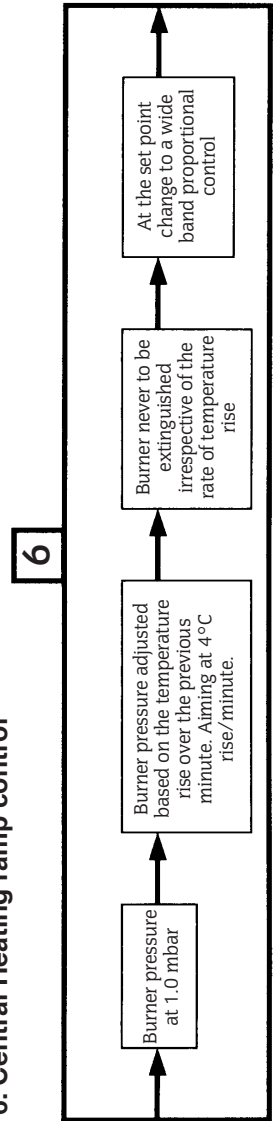 6. Central Heating ramp control
6
Burner pressure
at 1.0 mbar
Burner pressure adjusted
based on the temperature
rise over the previous
minute. Aiming at 4°C
rise/minute.
Burner never to be
extinguished
irrespective of the
rate of temperature
rise
At the set point
change to a wide
band proportional
control